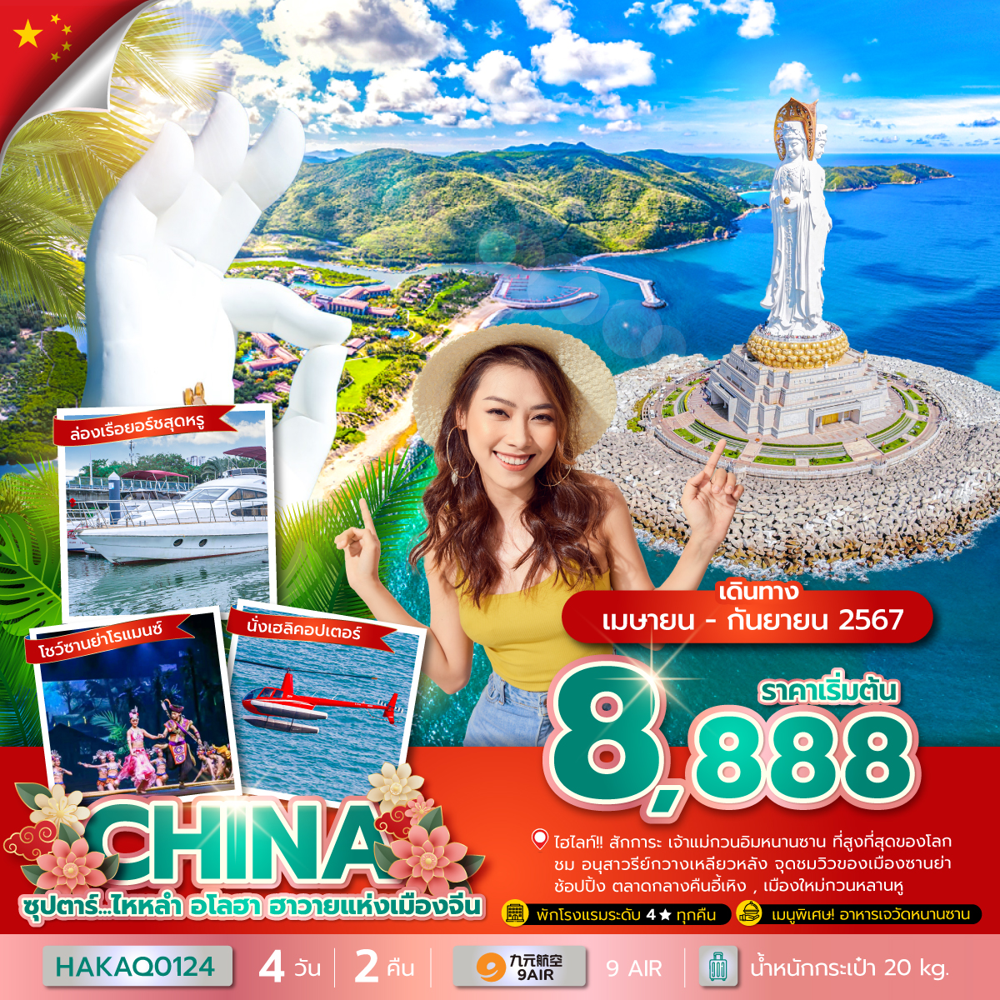 ล่องเรือยอร์ชสุดหรู
โชว์ซานย่าโรแมนซ์
นั่งเฮลิคอปเตอร์
เดินทาง
เมษายน - กันยายน 2567
ราคาเริ่มต้น
8,888
CHINA
ซุปตาร์...ไหหลำ อโลฮา ฮาวายแห่งเมืองจีน
ไฮไลท์!! สักการะ เจ้าแม่กวนอิมหนานซาน ที่สูงที่สุดของโลก
ชม อนุสาวรีย์กวางเหลียวหลัง จุดชมวิวของเมืองซานย่า
ช้อปปิ้ง ตลาดกลางคืนอี้เหิง , เมืองใหม่กวนหลานหู
พักโรงแรมระดับ 4★ ทุกคืน
เมนูพิเศษ! อาหารเจวัดหนานซาน
HAKAQ0124
4 วัน
2 คืน
九元航空
9AIR
9 AIR
น้ำหนักกระเป๋า 20 kg.